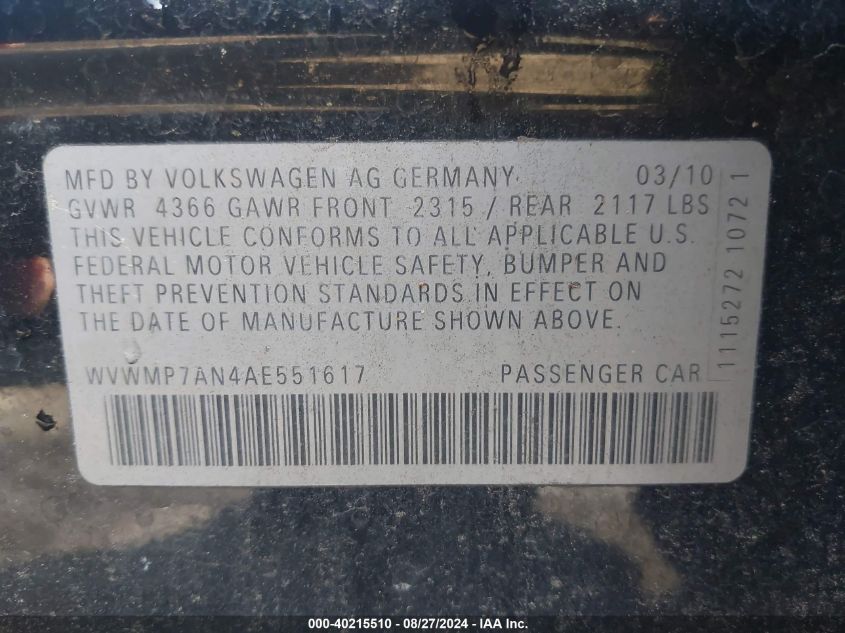 MFD BY VOLKSWAGEN AG GERMANY 03/10
GVWR 4366 GAWR FRONT 2315 / REAR 2117 LBS
THIS VEHICLE CONFORMS TO ALL APPLICABLE U.S.
FEDERAL MOTOR VEHICLE SAFETY, BUMPER AND
THEFT PREVENTION STANDARDS IN EFFECT ON
THE DATE OF MANUFACTURE SHOWN ABOVE.
WVWMP7AN4AE551617 PASSENGER CAR
1115272 1072 1
000-40215510 - 08/27/2024 - IAA Inc.